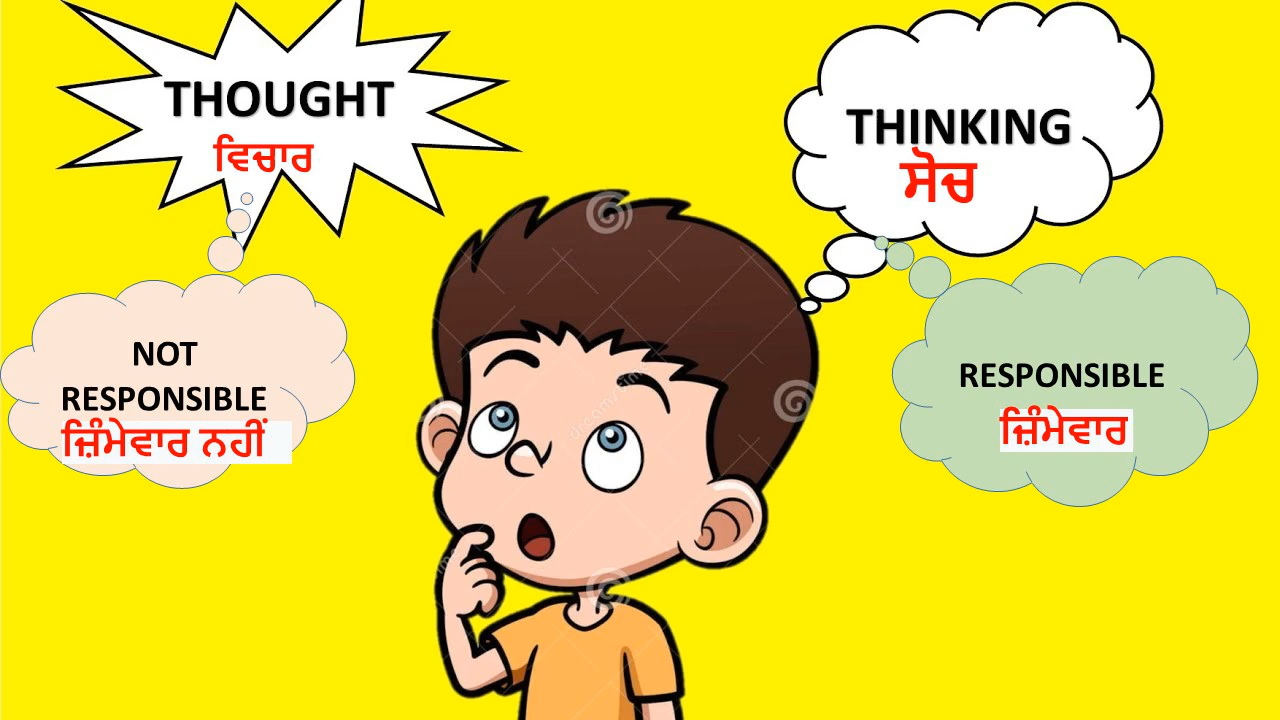 THOUGHT
ਵਿਚਾਰ
THINKING
ਸੋਚ
NOT
RESPONSIBLE
ਜ਼ਿੰਮੇਵਾਰ ਨਹੀਂ
RESPONSIBLE
ਜ਼ਿੰਮੇਵਾਰ